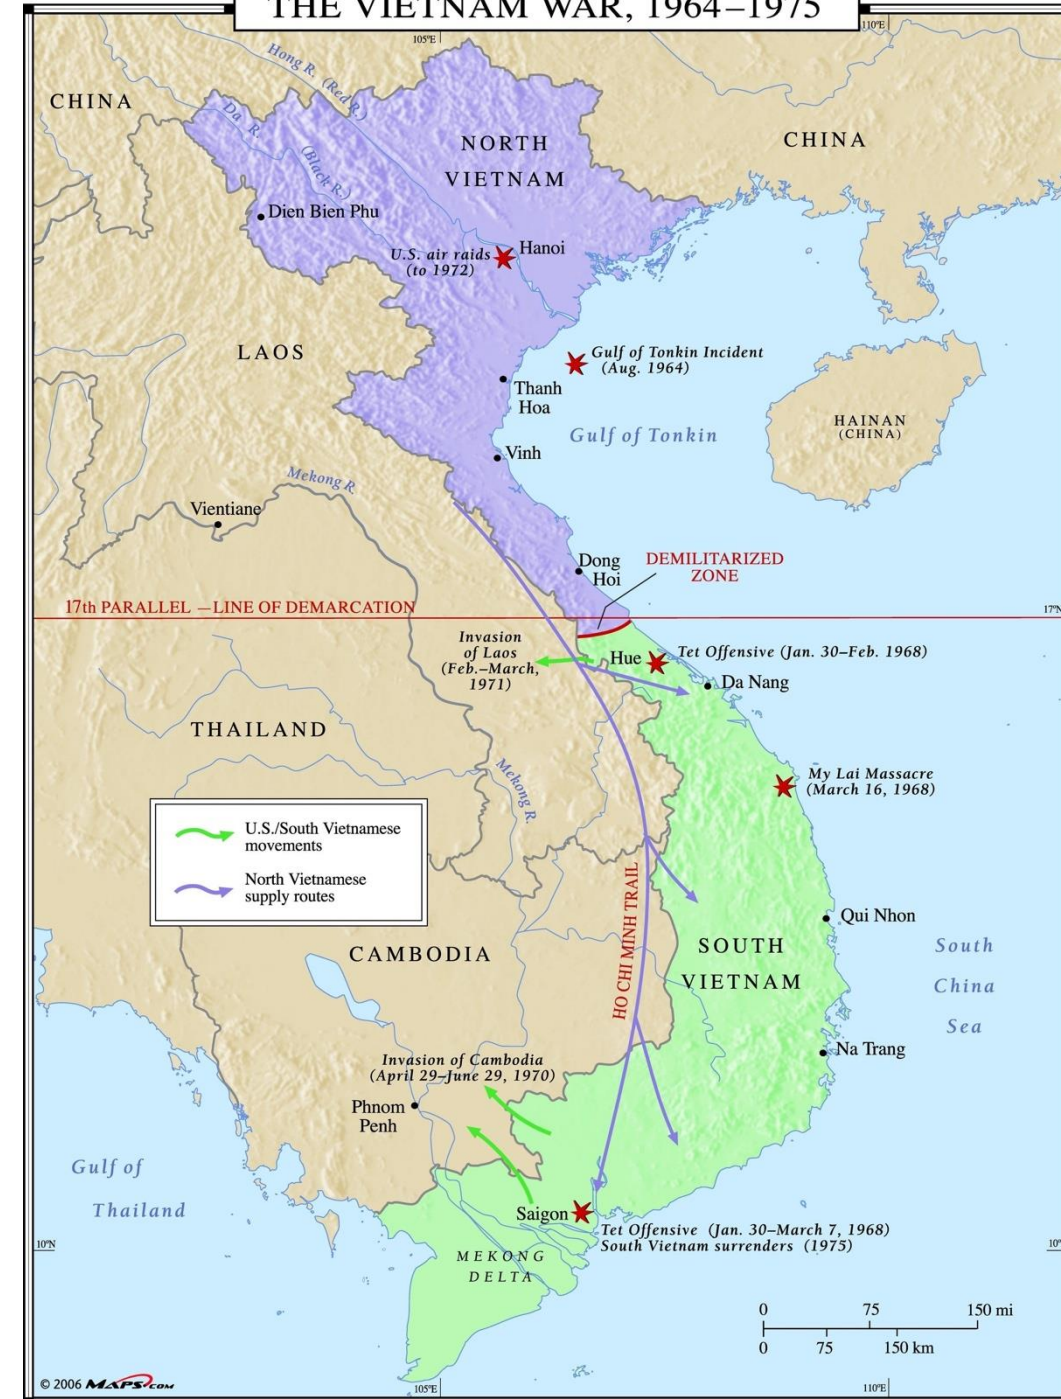 THE VIETNAM WAR, 1964–1975
105°E
110°E
Hong R. (Red R.)
CHINA
Da R.
(Black R.)
NORTH
VIETNAM
CHINA
Dien Bien Phu
U.S. air raids
(to 1972)
Hanoi
LAOS
Gulf of Tonkin Incident
(Aug. 1964)
Thanh
Hoa
HAINAN
(CHINA)
Gulf of Tonkin
Vinh
Mekong R.
Vientiane
Dong
Hoi
DEMILITARIZED
ZONE
17th PARALLEL —LINE OF DEMARCATION
17°N
Invasion
of Laos
(Feb.–March,
1971)
Hue
Tet Offensive (Jan. 30–Feb. 1968)
Da Nang
THAILAND
Mekong R.
My Lai Massacre
(March 16, 1968)
U.S./South Vietnamese
movements
North Vietnamese
supply routes
HO CHI MINH TRAIL
Qui Nhon
CAMBODIA
SOUTH
VIETNAM
South
China
Sea
Na Trang
Invasion of Cambodia
(April 29–June 29, 1970)
Phnom
Penh
Gulf of
Thailand
Saigon
Tet Offensive (Jan. 30–March 7, 1968)
South Vietnam surrenders (1975)
10°N
10°
MEKONG
DELTA
0 75 150 mi
0 75 150 km
© 2006 MAPS.COM
105°E
110°E